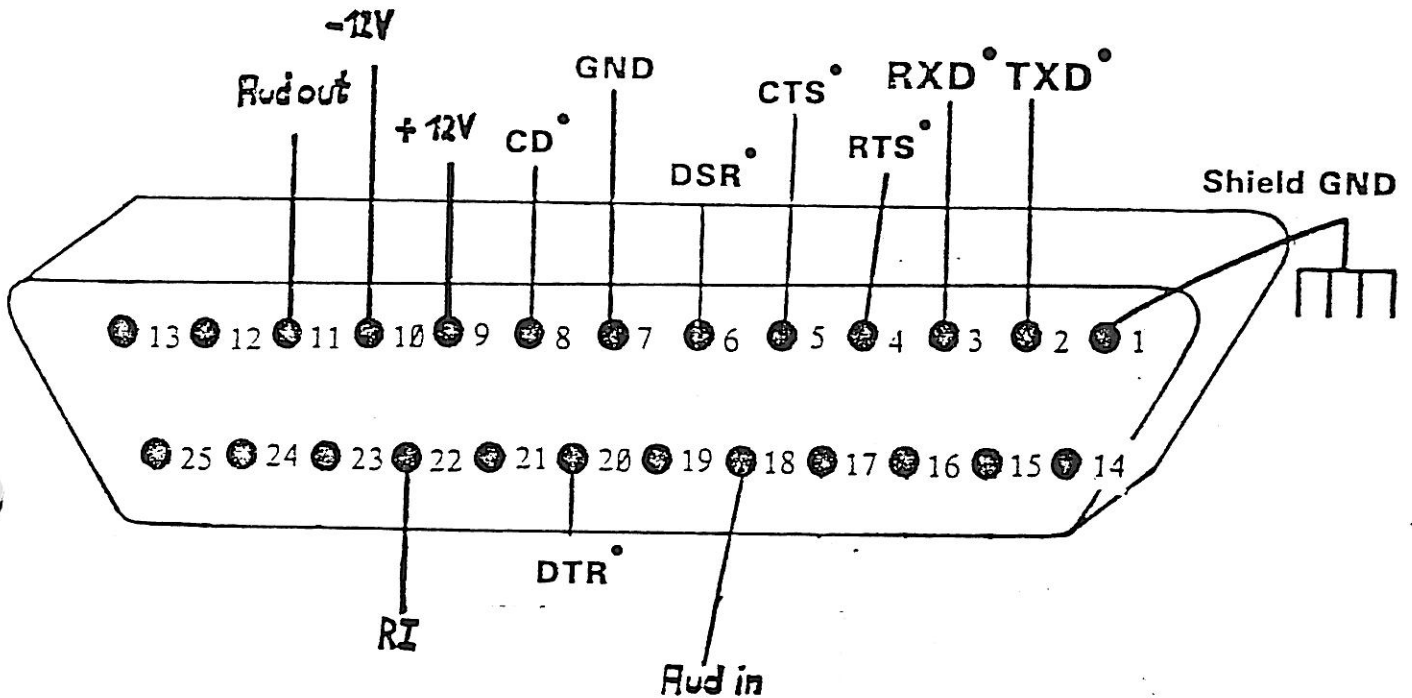 -12V
Aud out
+12V
CD°
GND
DSR°
CTS°
RTS°
RXD°
TXD°
Shield GND
13 12 11 10 9 8 7 6 5 4 3 2 1
25 24 23 22 21 20 19 18 17 16 15 14
RI
DTR°
Aud in